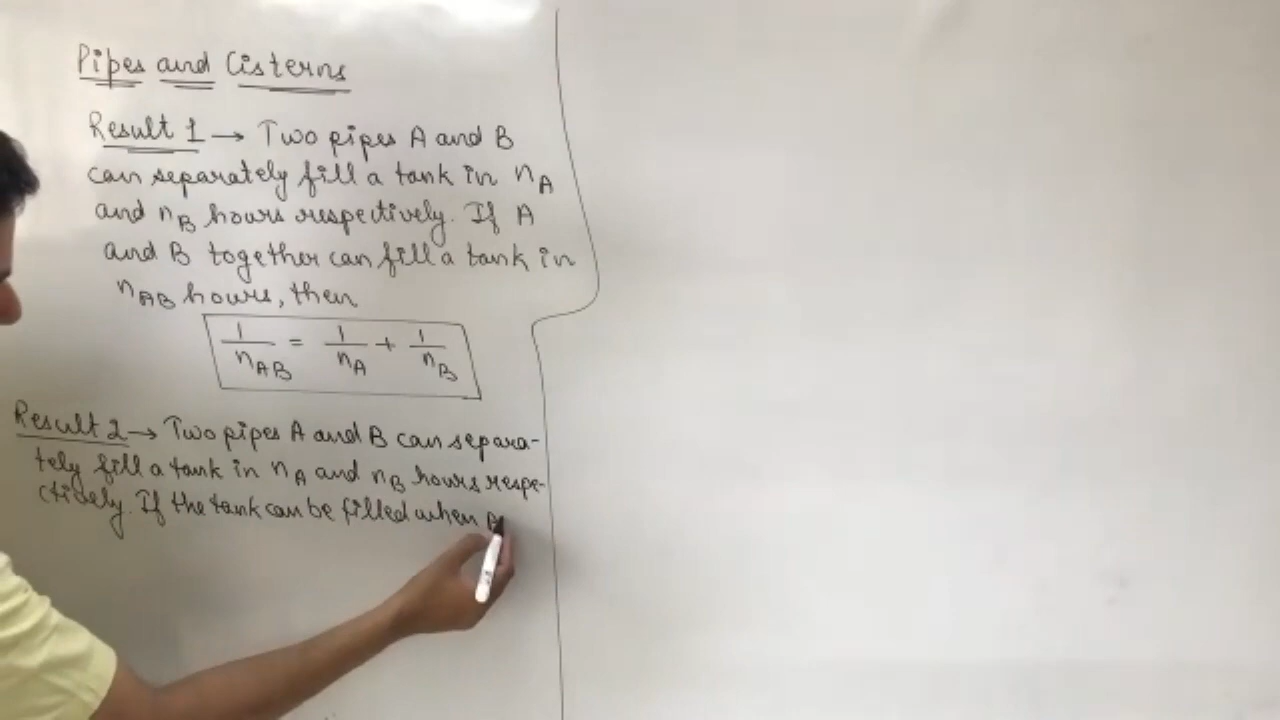 Pipes and Cisterns
Result 1 → Two pipes A and B
can separately fill a tank in n_A
and n_B hours respectively. If A
and B together can fill a tank in
n_AB hours, then
1/n_AB = 1/n_A + 1/n_B
Result 2 → Two pipes A and B can separa-
tely fill a tank in n_A and n_B hours respe-
ctively. If the tank can be filled when